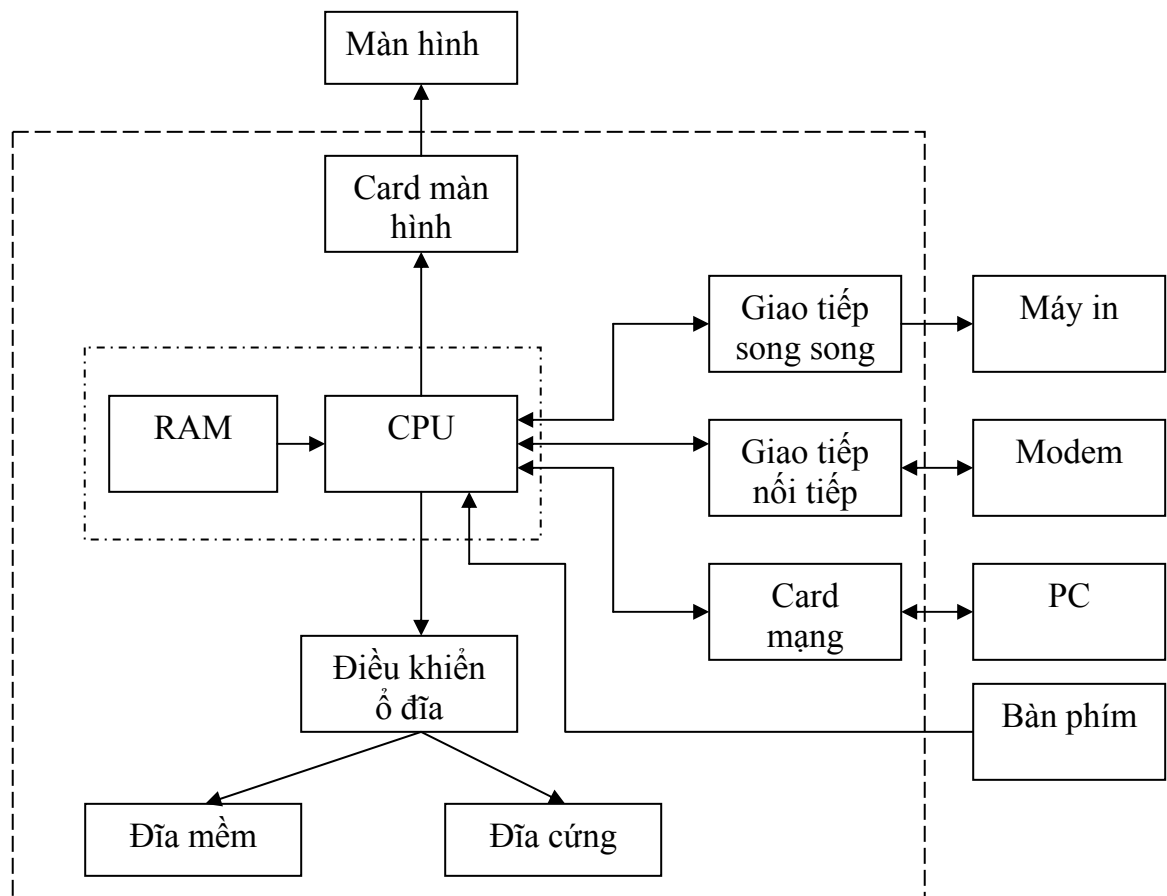 Màn hình
Card màn
hình
Giao tiếp
song song
Máy in
RAM
CPU
Giao tiếp
nối tiếp
Modem
Card
mạng
PC
Điều khiển
ổ đĩa
Bàn phím
Đĩa mềm
Đĩa cứng